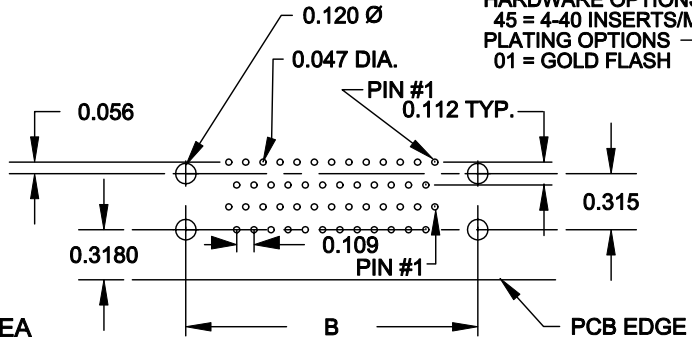 HARDWARE OPTIONS
45 = 4-40 INSERTS/M
PLATING OPTIONS
01 = GOLD FLASH
0.120 Ø
0.047 DIA.
PIN #1
0.056
0.112 TYP.
0.315
0.3180
0.109
PIN #1
EA
B
PCB EDGE